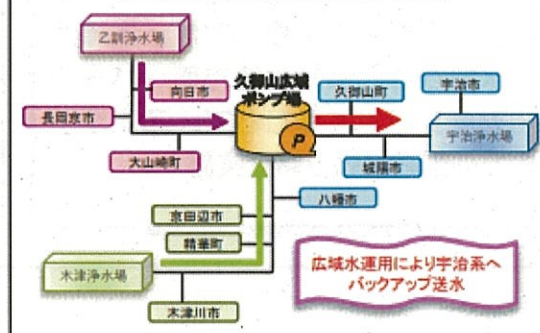 乙訓浄水場
向日市
長岡京市
大山崎町
久御山広域
ポンプ場
P
久御山町
宇治市
宇治浄水場
城陽市
八幡市
京田辺市
精華町
木津浄水場
木津川市
広域水運用により宇治系へ
バックアップ送水